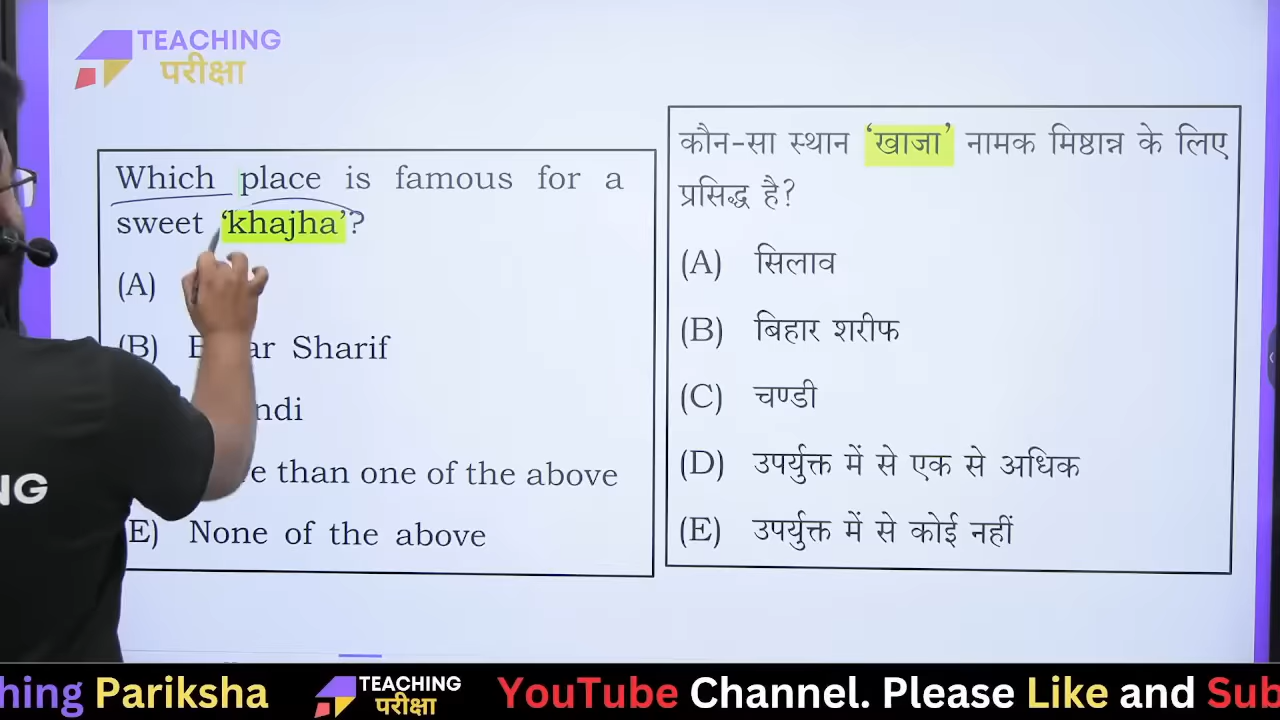 TEACHING
परीक्षा
Which place is famous for a
sweet ‘khajha’?
(A)
(B) Sharif
ndi
than one of the above
(E) None of the above
कौन-सा स्थान ‘खाजा’ नामक मिष्ठान्न के लिए
प्रसिद्ध है?
(A) सिलाव
(B) बिहार शरीफ
(C) चण्डी
(D) उपर्युक्त में से एक से अधिक
(E) उपर्युक्त में से कोई नहीं
NG
hing Pariksha TEACHING परीक्षा YouTube Channel. Please Like and Sub